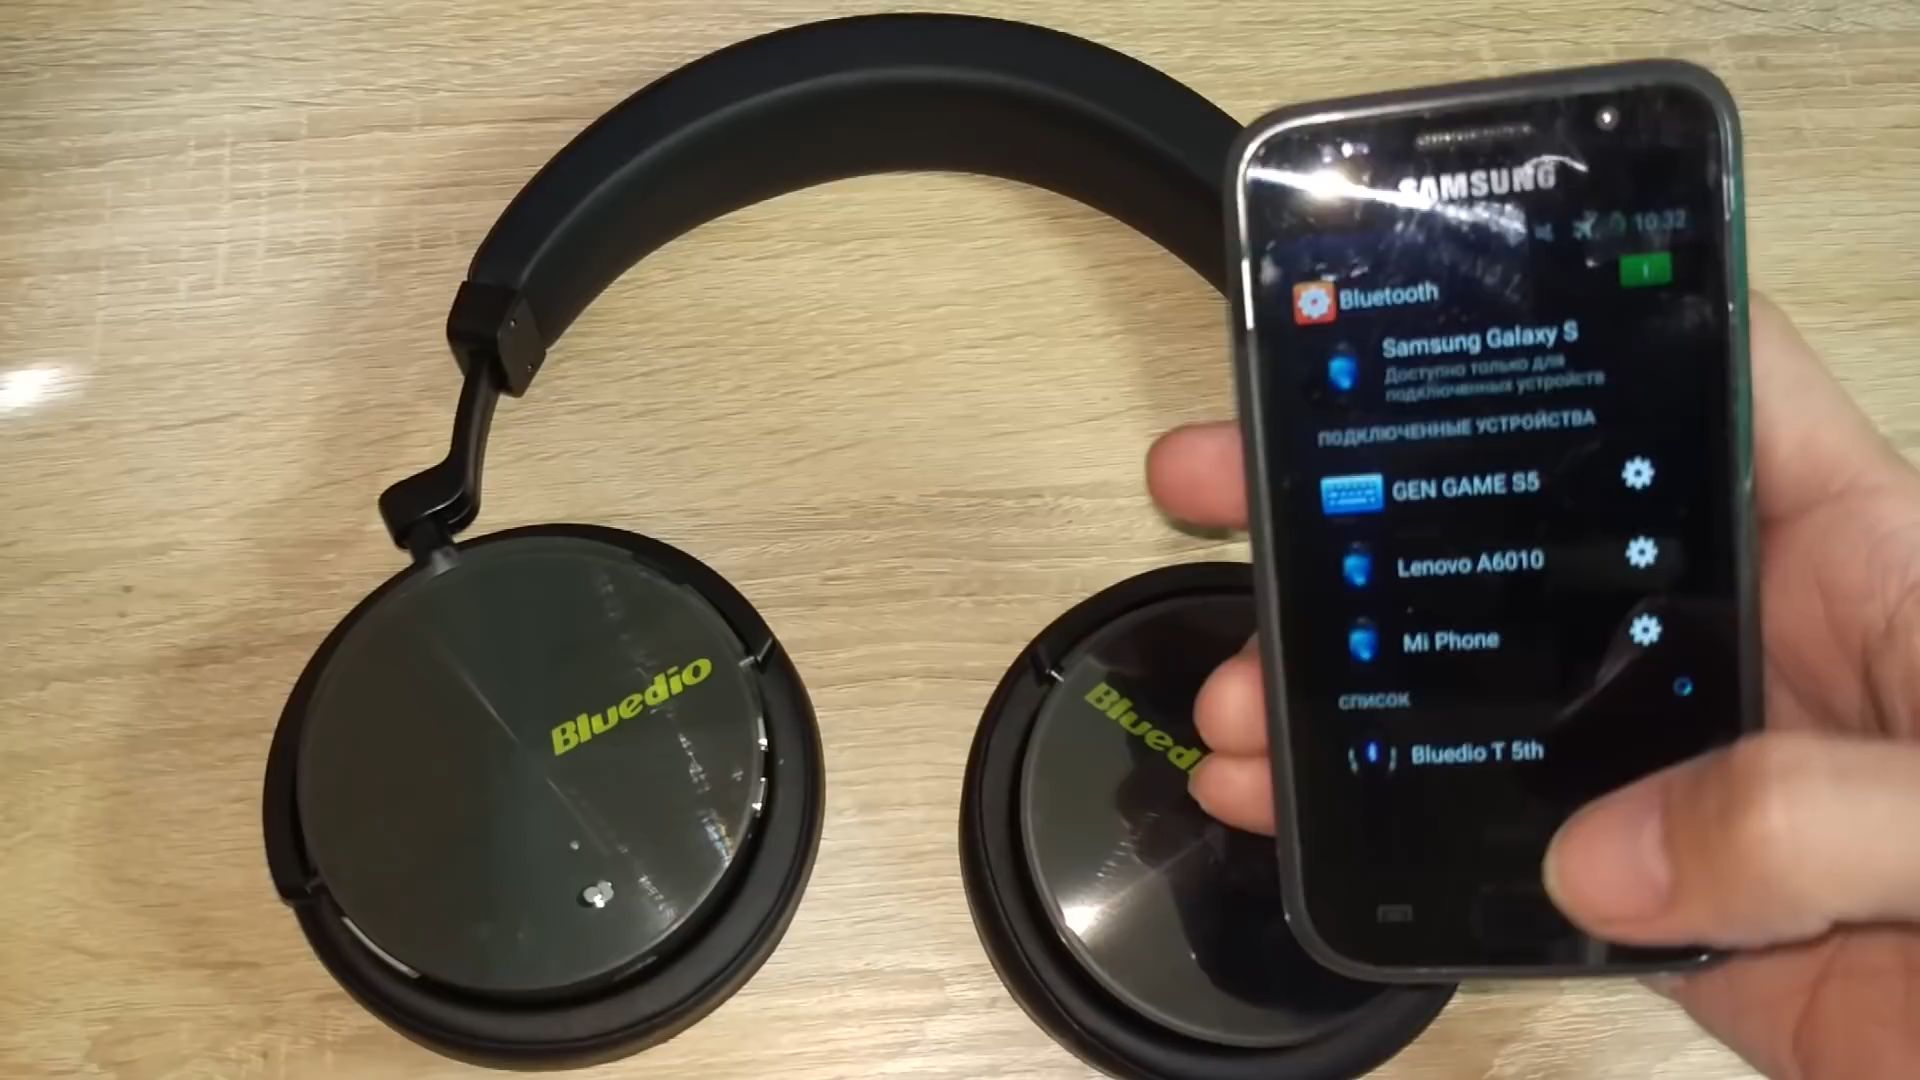 Bluedio
Bluedi
SAMSUNG
10:32
Bluetooth
Samsung Galaxy S
Доступно только для
подключенных устройств
ПОДКЛЮЧЕННЫЕ УСТРОЙСТВА
GEN GAME S5
Lenovo A6010
Mi Phone
СПИСОК
Bluedio T 5th